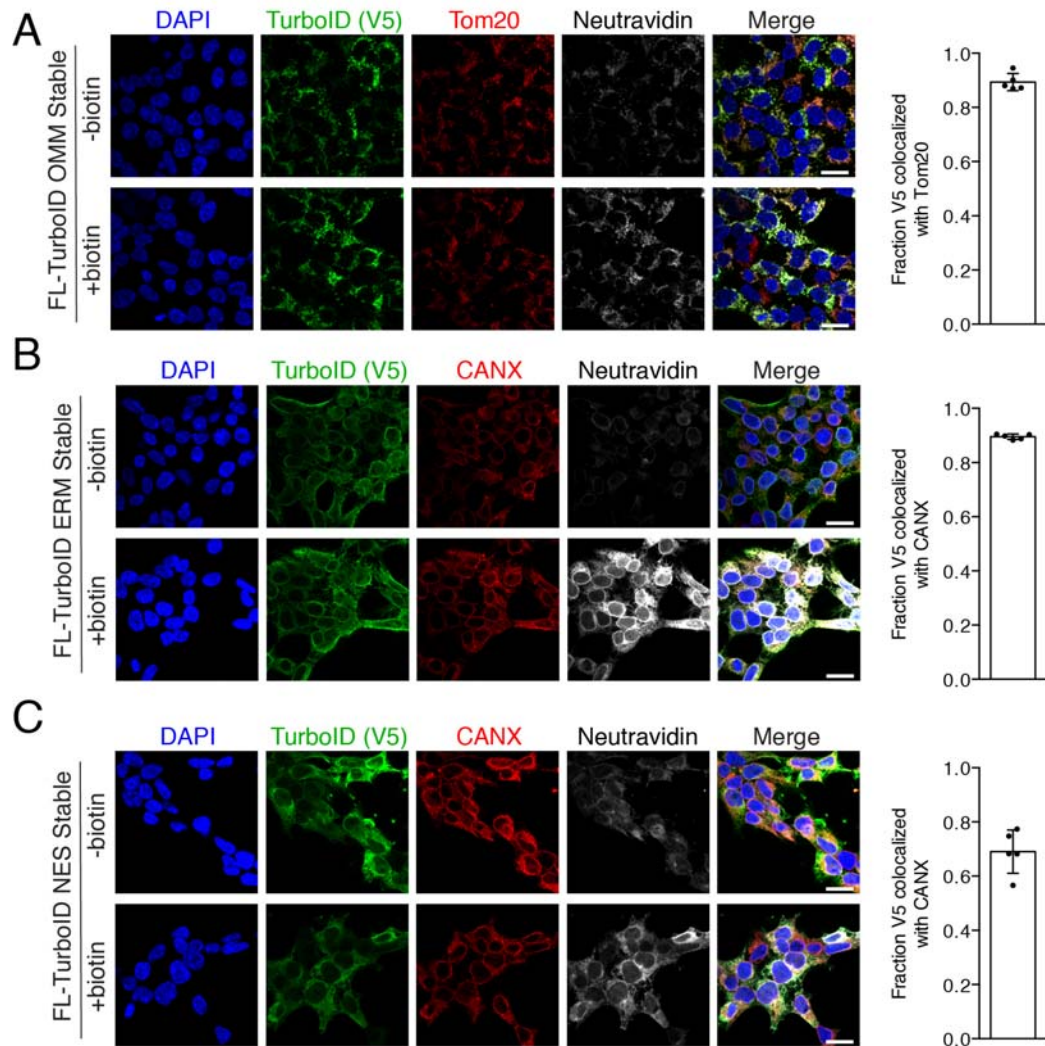 A
DAPI TurboID (V5) Tom20 Neutravidin Merge
FL-TurboID OMM Stable
-biotin
+biotin
Fraction V5 colocalized
with Tom20
1.0
0.8
0.6
0.4
0.2
0.0
B
DAPI TurboID (V5) CANX Neutravidin Merge
FL-TurboID ERM Stable
-biotin
+biotin
Fraction V5 colocalized
with CANX
1.0
0.8
0.6
0.4
0.2
0.0
C
DAPI TurboID (V5) CANX Neutravidin Merge
FL-TurboID NES Stable
-biotin
+biotin
Fraction V5 colocalized
with CANX
1.0
0.8
0.6
0.4
0.2
0.0